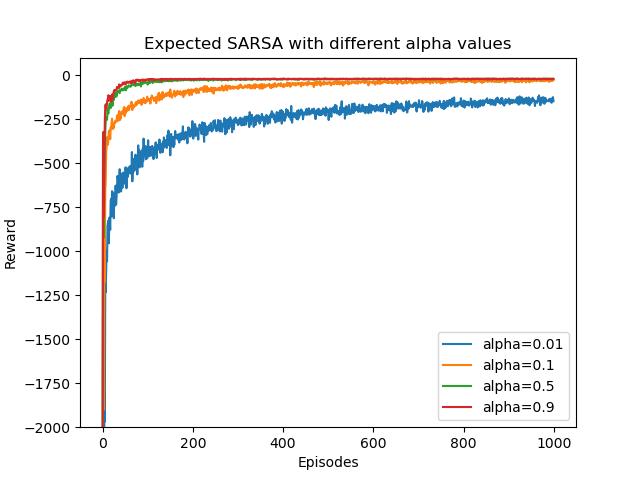 Expected SARSA with different alpha values
Reward
0
−250
−500
−750
−1000
−1250
−1500
−1750
−2000
0 200 400 600 800 1000
Episodes
alpha=0.01
alpha=0.1
alpha=0.5
alpha=0.9